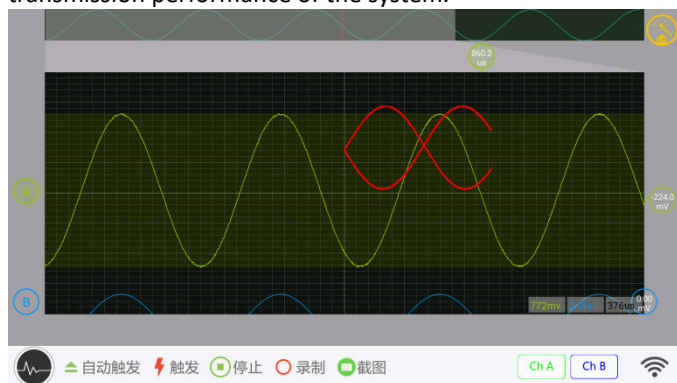 transmission performance of the system.
860.2
us
A
-224.0
mV
B
772mv
376us
0.00
mV
自动触发
触发
停止
录制
截图
Ch A
Ch B